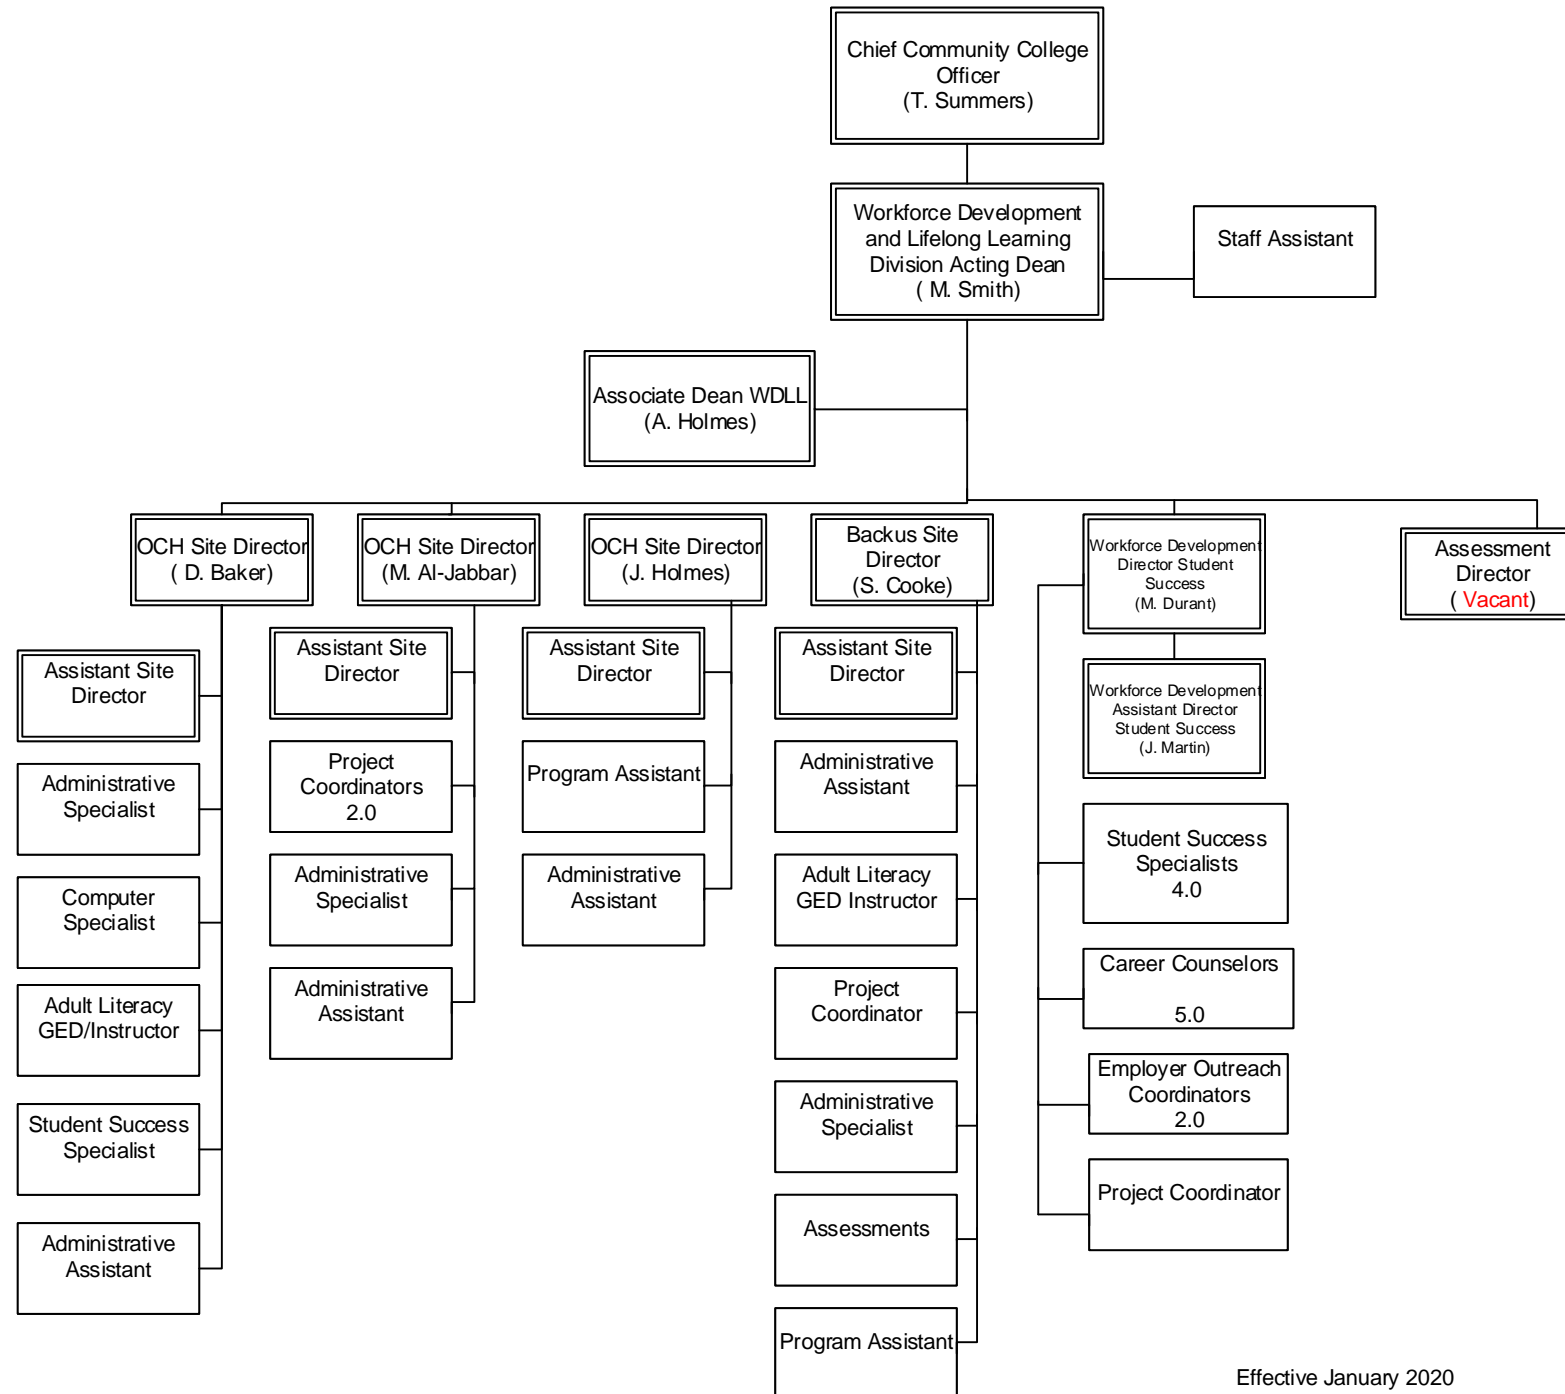 Chief Community College
Officer
(T. Summers)
Workforce Development
and Lifelong Learning
Division Acting Dean
( M. Smith)
Staff Assistant
Associate Dean WDLL
(A. Holmes)
OCH Site Director
( D. Baker)
Assistant Site
Director
Administrative
Specialist
Computer
Specialist
Adult Literacy
GED/Instructor
Student Success
Specialist
Administrative
Assistant
OCH Site Director
(M. Al-Jabbar)
Assistant Site
Director
Project
Coordinators
2.0
Administrative
Specialist
Administrative
Assistant
OCH Site Director
(J. Holmes)
Assistant Site
Director
Program Assistant
Administrative
Assistant
Backus Site
Director
(S. Cooke)
Assistant Site
Director
Administrative
Assistant
Adult Literacy
GED Instructor
Project
Coordinator
Administrative
Specialist
Assessments
Program Assistant
Workforce Development
Director Student
Success
(M. Durant)
Workforce Development
Assistant Director
Student Success
(J. Martin)
Student Success
Specialists
4.0
Career Counselors
5.0
Employer Outreach
Coordinators
2.0
Project Coordinator
Assessment
Director
( Vacant)
Effective January 2020